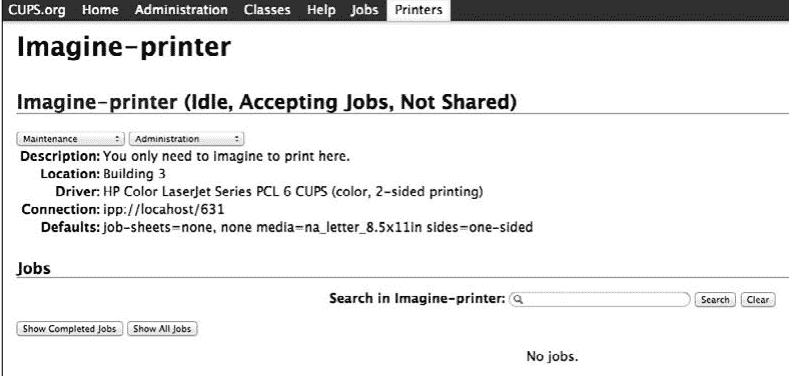 CUPS.org Home Administration Classes Help Jobs Printers
Imagine-printer
Imagine-printer (Idle, Accepting Jobs, Not Shared)
Maintenance Administration
Description: You only need to imagine to print here.
Location: Building 3
Driver: HP Color LaserJet Series PCL 6 CUPS (color, 2-sided printing)
Connection: ipp://locahost/631
Defaults: job-sheets=none, none media=na_letter_8.5x11in sides=one-sided
Jobs
Search in Imagine-printer: Search Clear
Show Completed Jobs Show All Jobs
No jobs.